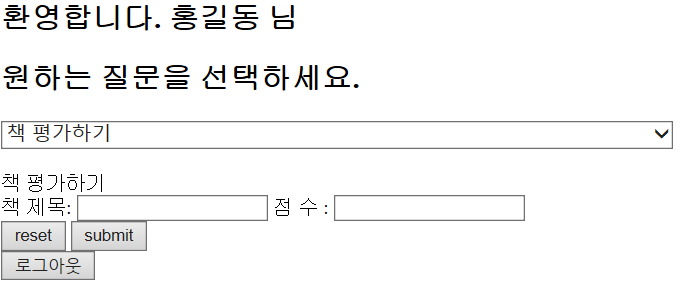 환영합니다. 홍길동 님
원하는 질문을 선택하세요.
책 평가하기
책 평가하기
책 제목: 점 수 :
reset submit
로그아웃